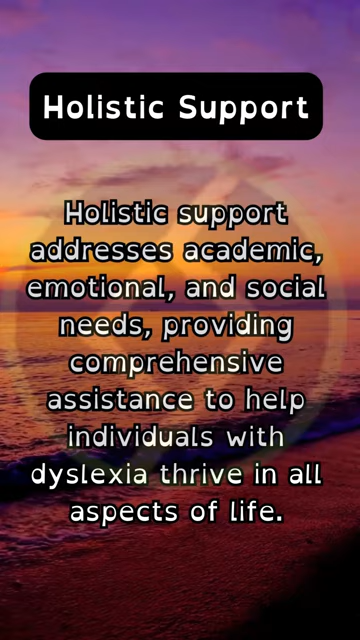 Holistic Support
Holistic support
addresses academic,
emotional, and social
needs, providing
comprehensive
assistance to help
individuals with
dyslexia thrive in all
aspects of life.